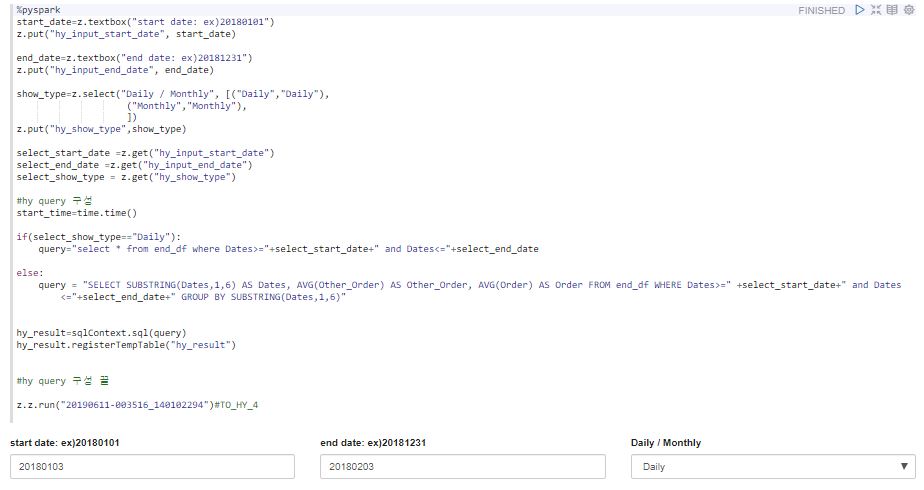 %pyspark
FINISHED
start_date=z.textbox("start date: ex)20180101")
z.put("hy_input_start_date", start_date)
end_date=z.textbox("end date: ex)20181231")
z.put("hy_input_end_date", end_date)
show_type=z.select("Daily / Monthly", [("Daily","Daily"),
("Monthly","Monthly"),
])
z.put("hy_show_type",show_type)
select_start_date =z.get("hy_input_start_date")
select_end_date =z.get("hy_input_end_date")
select_show_type = z.get("hy_show_type")
#hy query 구성
start_time=time.time()
if(select_show_type=="Daily"):
query="select * from end_df where Dates>="+select_start_date+" and Dates<="+select_end_date
else:
query = "SELECT SUBSTRING(Dates,1,6) AS Dates, AVG(Other_Order) AS Other_Order, AVG(Order) AS Order FROM end_df WHERE Dates>=" +select_start_date+" and Dates
<="+select_end_date+" GROUP BY SUBSTRING(Dates,1,6)"
hy_result=sqlContext.sql(query)
hy_result.registerTempTable("hy_result")
#hy query 구성 끝
z.z.run("20190611-003516_140102294")#TO_HY_4
start date: ex)20180101
end date: ex)20181231
Daily / Monthly
20180103
20180203
Daily